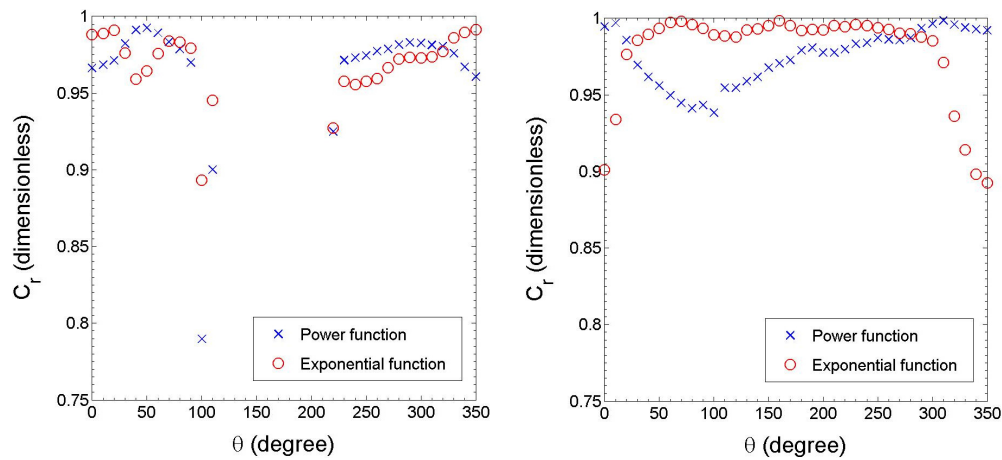 1
0.95
0.9
0.85
0.8
0.75
C_r (dimensionless)
0 50 100 150 200 250 300 350
θ (degree)
Power function
Exponential function
1
0.95
0.9
0.85
0.8
0.75
C_r (dimensionless)
0 50 100 150 200 250 300 350
θ (degree)
Power function
Exponential function